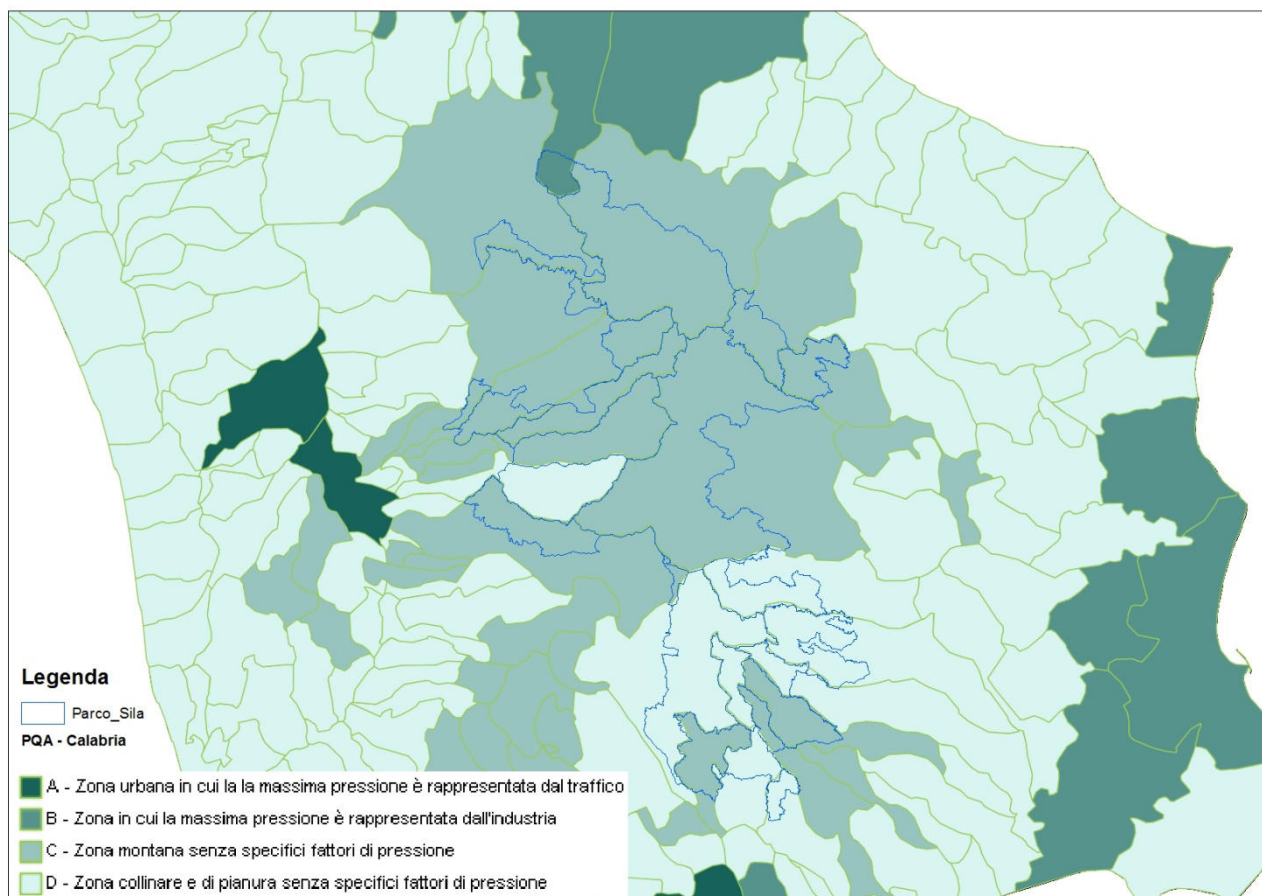 Legenda
Parco_Sila
PQA - Calabria
A - Zona urbana in cui la la massima pressione è rappresentata dal traffico
B - Zona in cui la massima pressione è rappresentata dall'industria
C - Zona montana senza specifici fattori di pressione
D - Zona collinare e di pianura senza specifici fattori di pressione